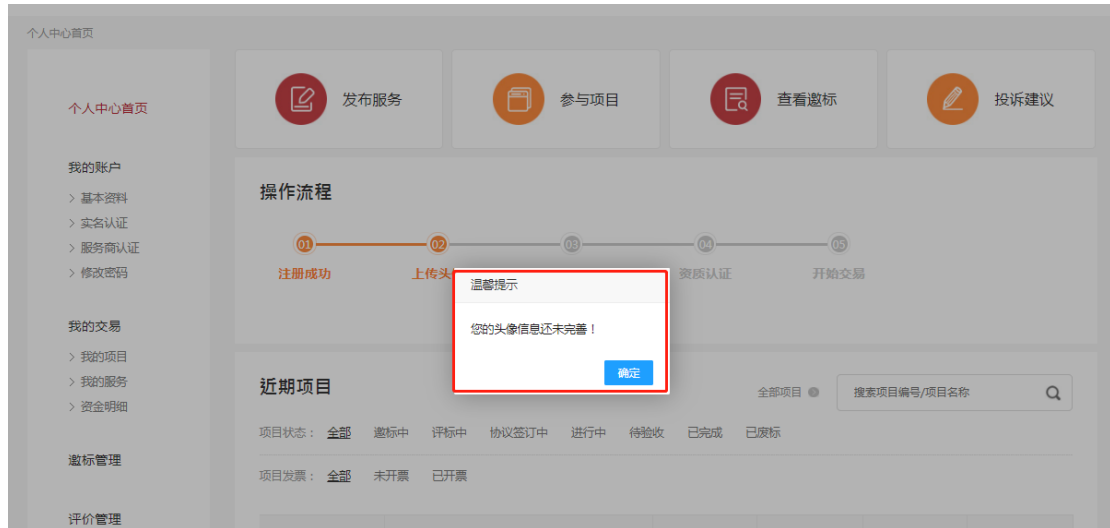 个人中心首页
个人中心首页
我的账户
> 基本资料
> 实名认证
> 服务商认证
> 修改密码
我的交易
> 我的项目
> 我的服务
> 资金明细
邀标管理
评价管理
发布服务
参与项目
查看邀标
投诉建议
操作流程
01 02 03 04 05
注册成功 上传头 资质认证 开始交易
温馨提示
您的头像信息还未完善！
确定
近期项目
全部项目
搜索项目编号/项目名称
项目状态： 全部 邀标中 评标中 协议签订中 进行中 待验收 已完成 已废标
项目发票： 全部 未开票 已开票